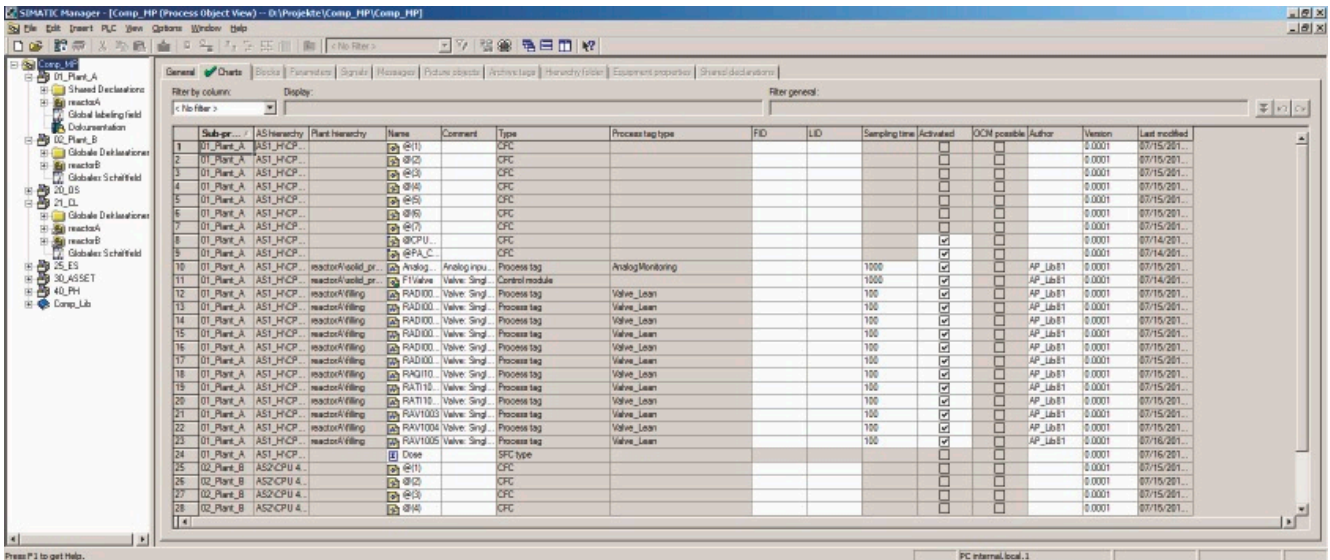 SIMATIC Manager - [Comp_MP (Process Object View) -- D:\Projekte\Comp_MP\Comp_MP]
File Edit Insert PLC View Options Window Help
< No Filter >
Comp_MP
01_Plant_A
Shared Declarations
reactorA
Global labeling field
Dokumentation
02_Plant_B
Globale Deklarationen
reactorB
Globales Schriftfeld
20_OS
21_CL
Globale Deklarationen
reactorA
reactorB
Globales Schriftfeld
25_ES
30_ASSET
40_PH
Comp_Lib
General Charts Blocks Parameters Signals Messages Picture objects Archive tags Hierarchy folder Equipment properties Shared declarations
Filter by column: Display: Filter general:
< No filter >
Sub-pr... / AS hierarchy Plant hierarchy Name Comment Type Process tag type FID LID Sampling time Activated OCM possible Author Version Last modified
1 01_Plant_A AS1_H\CP... @(1) CFC 0.0001 07/15/201...
2 01_Plant_A AS1_H\CP... @(2) CFC 0.0001 07/15/201...
3 01_Plant_A AS1_H\CP... @(3) CFC 0.0001 07/15/201...
4 01_Plant_A AS1_H\CP... @(4) CFC 0.0001 07/15/201...
5 01_Plant_A AS1_H\CP... @(5) CFC 0.0001 07/15/201...
6 01_Plant_A AS1_H\CP... @(6) CFC 0.0001 07/15/201...
7 01_Plant_A AS1_H\CP... @(7) CFC 0.0001 07/15/201...
8 01_Plant_A AS1_H\CP... @CPU... CFC 0.0001 07/14/201...
9 01_Plant_A AS1_H\CP... @PA_C... CFC 0.0001 07/14/201...
10 01_Plant_A AS1_H\CP... reactorA\solid_pr... Analog... Analog inpu... Process tag AnalogMonitoring 1000 AP_Lib81 0.0001 07/15/201...
11 01_Plant_A AS1_H\CP... reactorA\solid_pr... F1Valve Valve: Singl... Control module 1000 AP_Lib81 0.0001 07/14/201...
12 01_Plant_A AS1_H\CP... reactorA\filling RADI00... Valve: Singl... Process tag Valve_Lean 100 AP_Lib81 0.0001 07/15/201...
13 01_Plant_A AS1_H\CP... reactorA\filling RADI00... Valve: Singl... Process tag Valve_Lean 100 AP_Lib81 0.0001 07/15/201...
14 01_Plant_A AS1_H\CP... reactorA\filling RADI00... Valve: Singl... Process tag Valve_Lean 100 AP_Lib81 0.0001 07/15/201...
15 01_Plant_A AS1_H\CP... reactorA\filling RADI00... Valve: Singl... Process tag Valve_Lean 100 AP_Lib81 0.0001 07/15/201...
16 01_Plant_A AS1_H\CP... reactorA\filling RADI00... Valve: Singl... Process tag Valve_Lean 100 AP_Lib81 0.0001 07/15/201...
17 01_Plant_A AS1_H\CP... reactorA\filling RADI00... Valve: Singl... Process tag Valve_Lean 100 AP_Lib81 0.0001 07/15/201...
18 01_Plant_A AS1_H\CP... reactorA\filling RAQI10... Valve: Singl... Process tag Valve_Lean 100 AP_Lib81 0.0001 07/15/201...
19 01_Plant_A AS1_H\CP... reactorA\filling RATI10... Valve: Singl... Process tag Valve_Lean 100 AP_Lib81 0.0001 07/15/201...
20 01_Plant_A AS1_H\CP... reactorA\filling RATI10... Valve: Singl... Process tag Valve_Lean 100 AP_Lib81 0.0001 07/15/201...
21 01_Plant_A AS1_H\CP... reactorA\filling RAV1003 Valve: Singl... Process tag Valve_Lean 100 AP_Lib81 0.0001 07/15/201...
22 01_Plant_A AS1_H\CP... reactorA\filling RAV1004 Valve: Singl... Process tag Valve_Lean 100 AP_Lib81 0.0001 07/15/201...
23 01_Plant_A AS1_H\CP... reactorA\filling RAV1005 Valve: Singl... Process tag Valve_Lean 100 AP_Lib81 0.0001 07/16/201...
24 01_Plant_A AS1_H\CP... Dose SFC type 0.0001 07/16/201...
25 02_Plant_B AS2\CPU 4... @(1) CFC 0.0001 07/15/201...
26 02_Plant_B AS2\CPU 4... @(2) CFC 0.0001 07/15/201...
27 02_Plant_B AS2\CPU 4... @(3) CFC 0.0001 07/15/201...
28 02_Plant_B AS2\CPU 4... @(4) CFC 0.0001 07/15/201...
Press F1 to get Help. PC internal.local.1